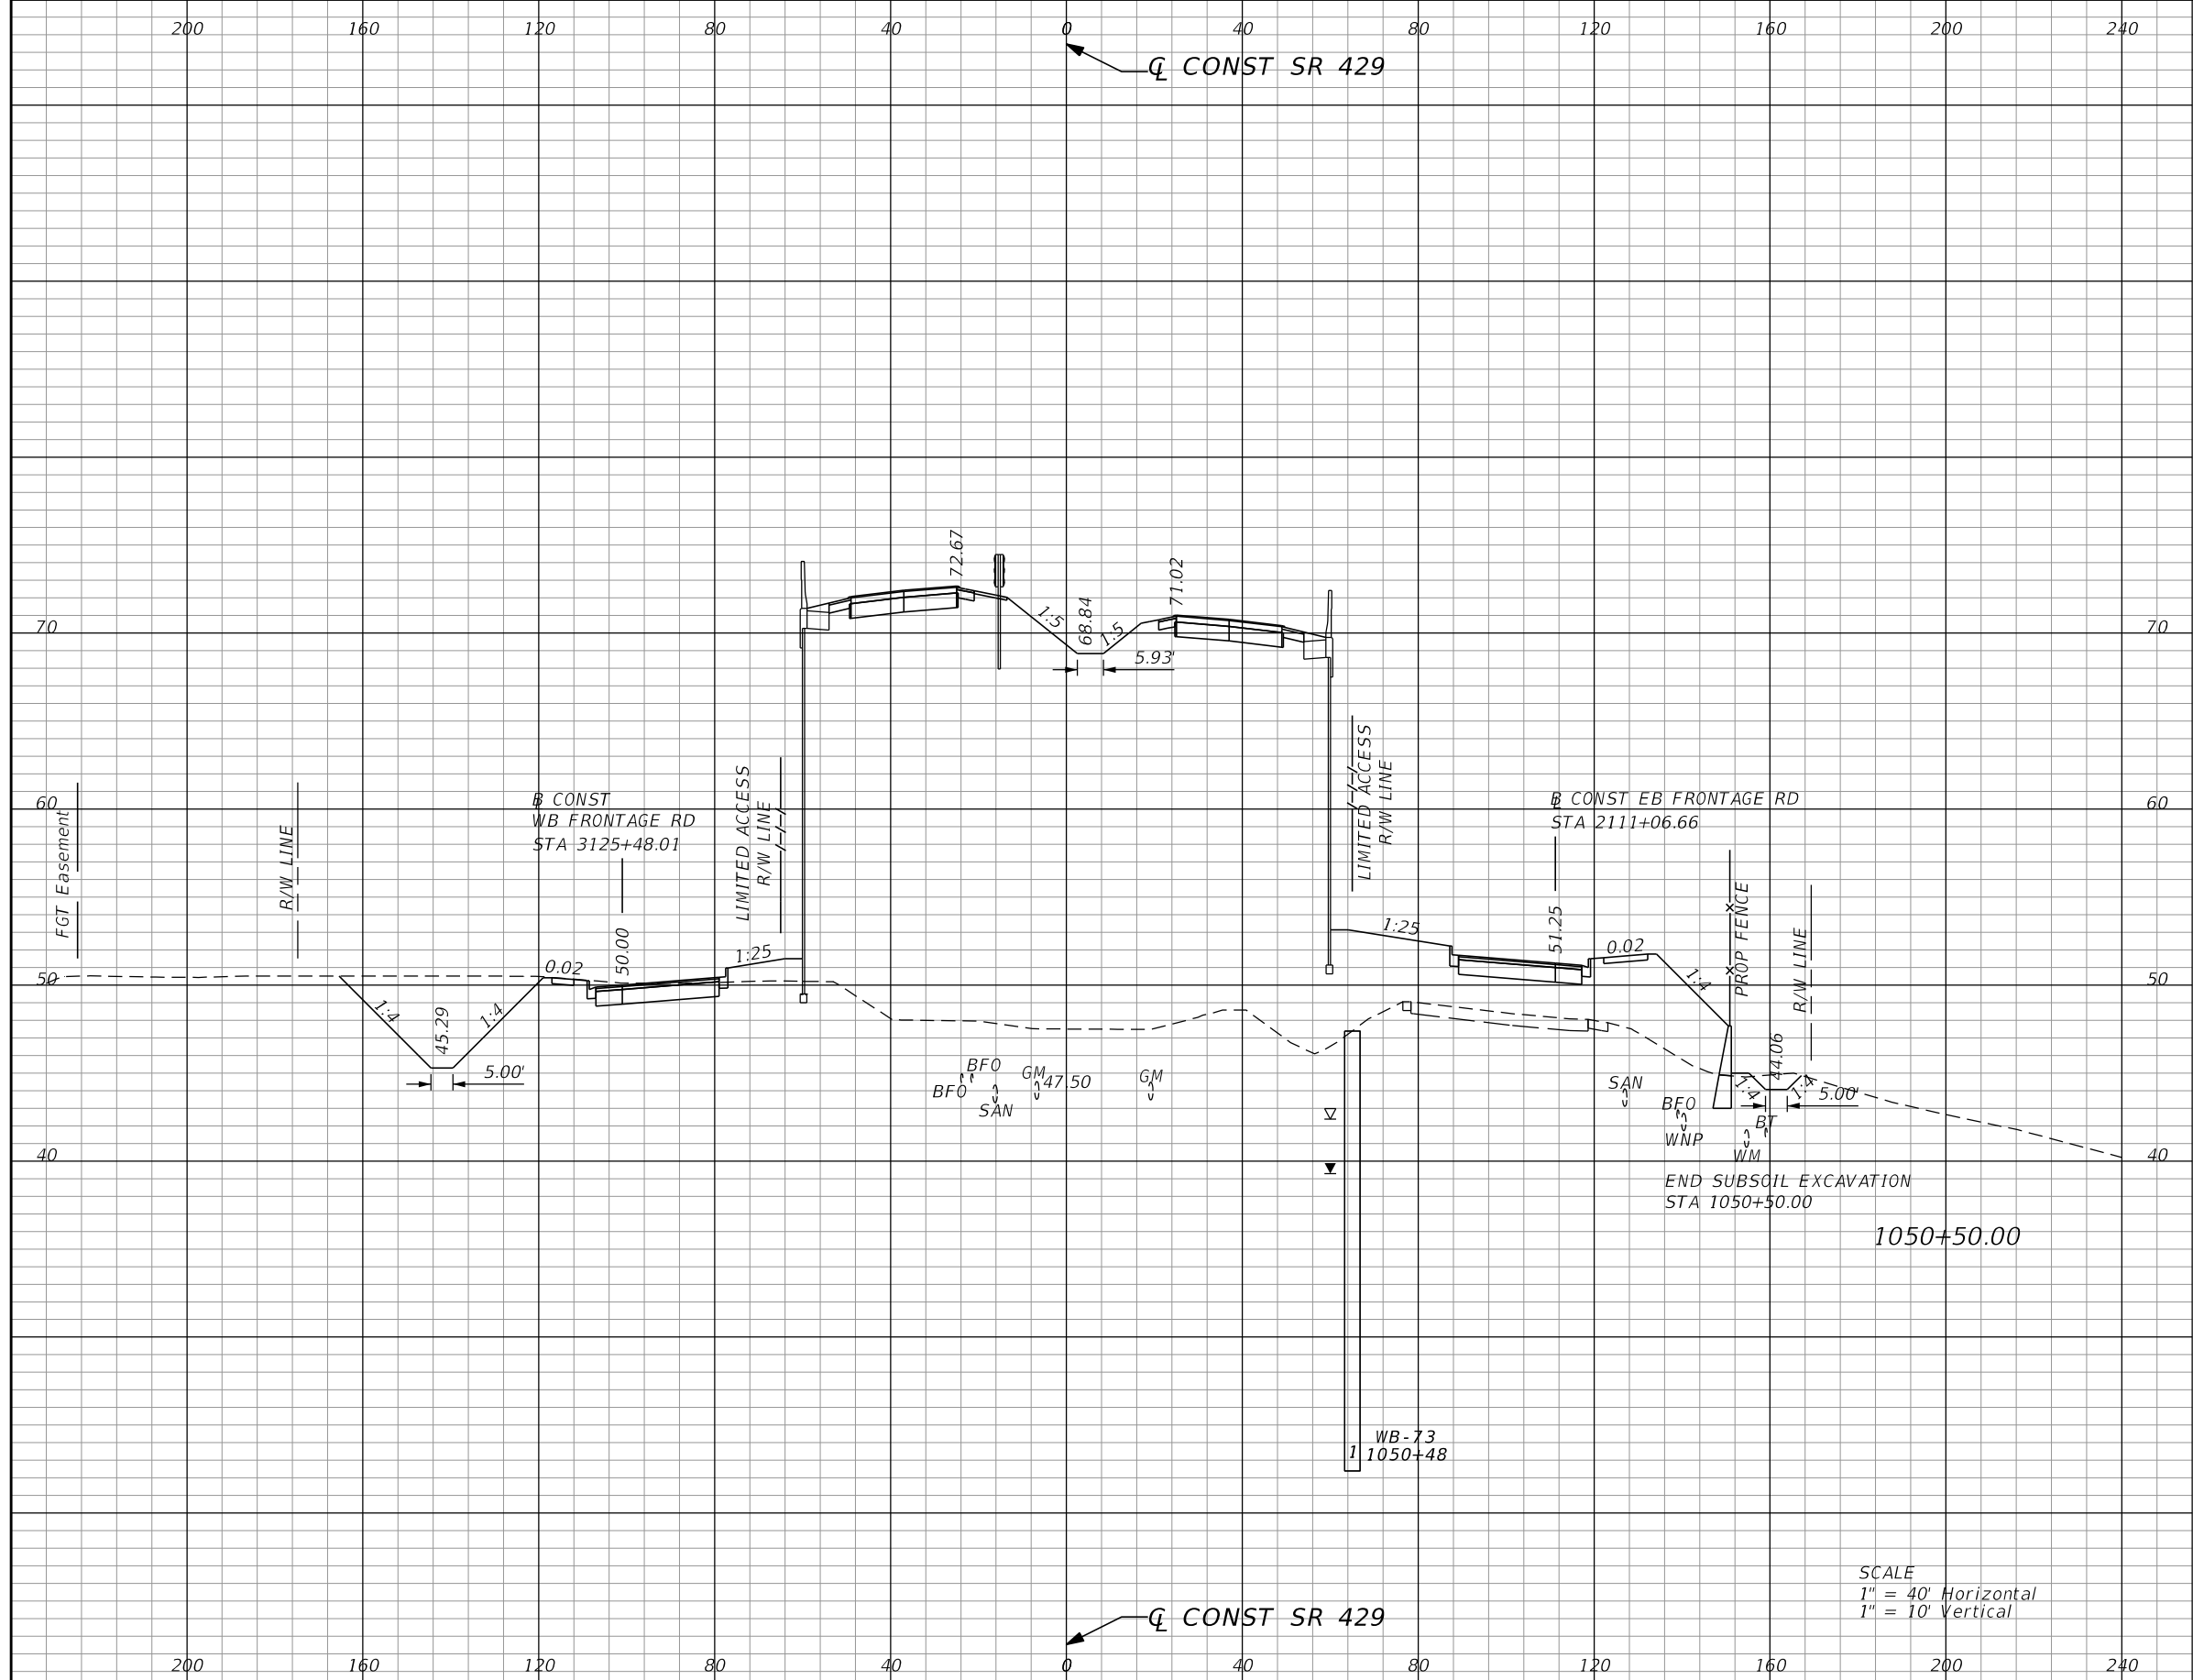 200 160 120 80 40 0 40 80 120 160 200 240
℄ CONST SR 429
72.67
71.02
1:5
68.84
1:5
5.93'
70
70
LIMITED ACCESS
R/W LINE
LIMITED ACCESS
R/W LINE
60
60
B CONST
WB FRONTAGE RD
STA 3125+48.01
B CONST EB FRONTAGE RD
STA 2111+06.66
FGT Easement
R/W LINE
PROP FENCE
R/W LINE
50
50
1:4
45.29
1:4
5.00'
0.02
50.00
1:25
1:25
51.25
0.02
1:4
BFO
BFO
SAN
GM
47.50
GM
SAN
BFO
WNP
1:4
44.06
1:4
5.00'
BT
WM
40
40
END SUBSOIL EXCAVATION
STA 1050+50.00
1050+50.00
WB-73
1 1050+48
SCALE
1" = 40' Horizontal
1" = 10' Vertical
℄ CONST SR 429
200 160 120 80 40 0 40 80 120 160 200 240